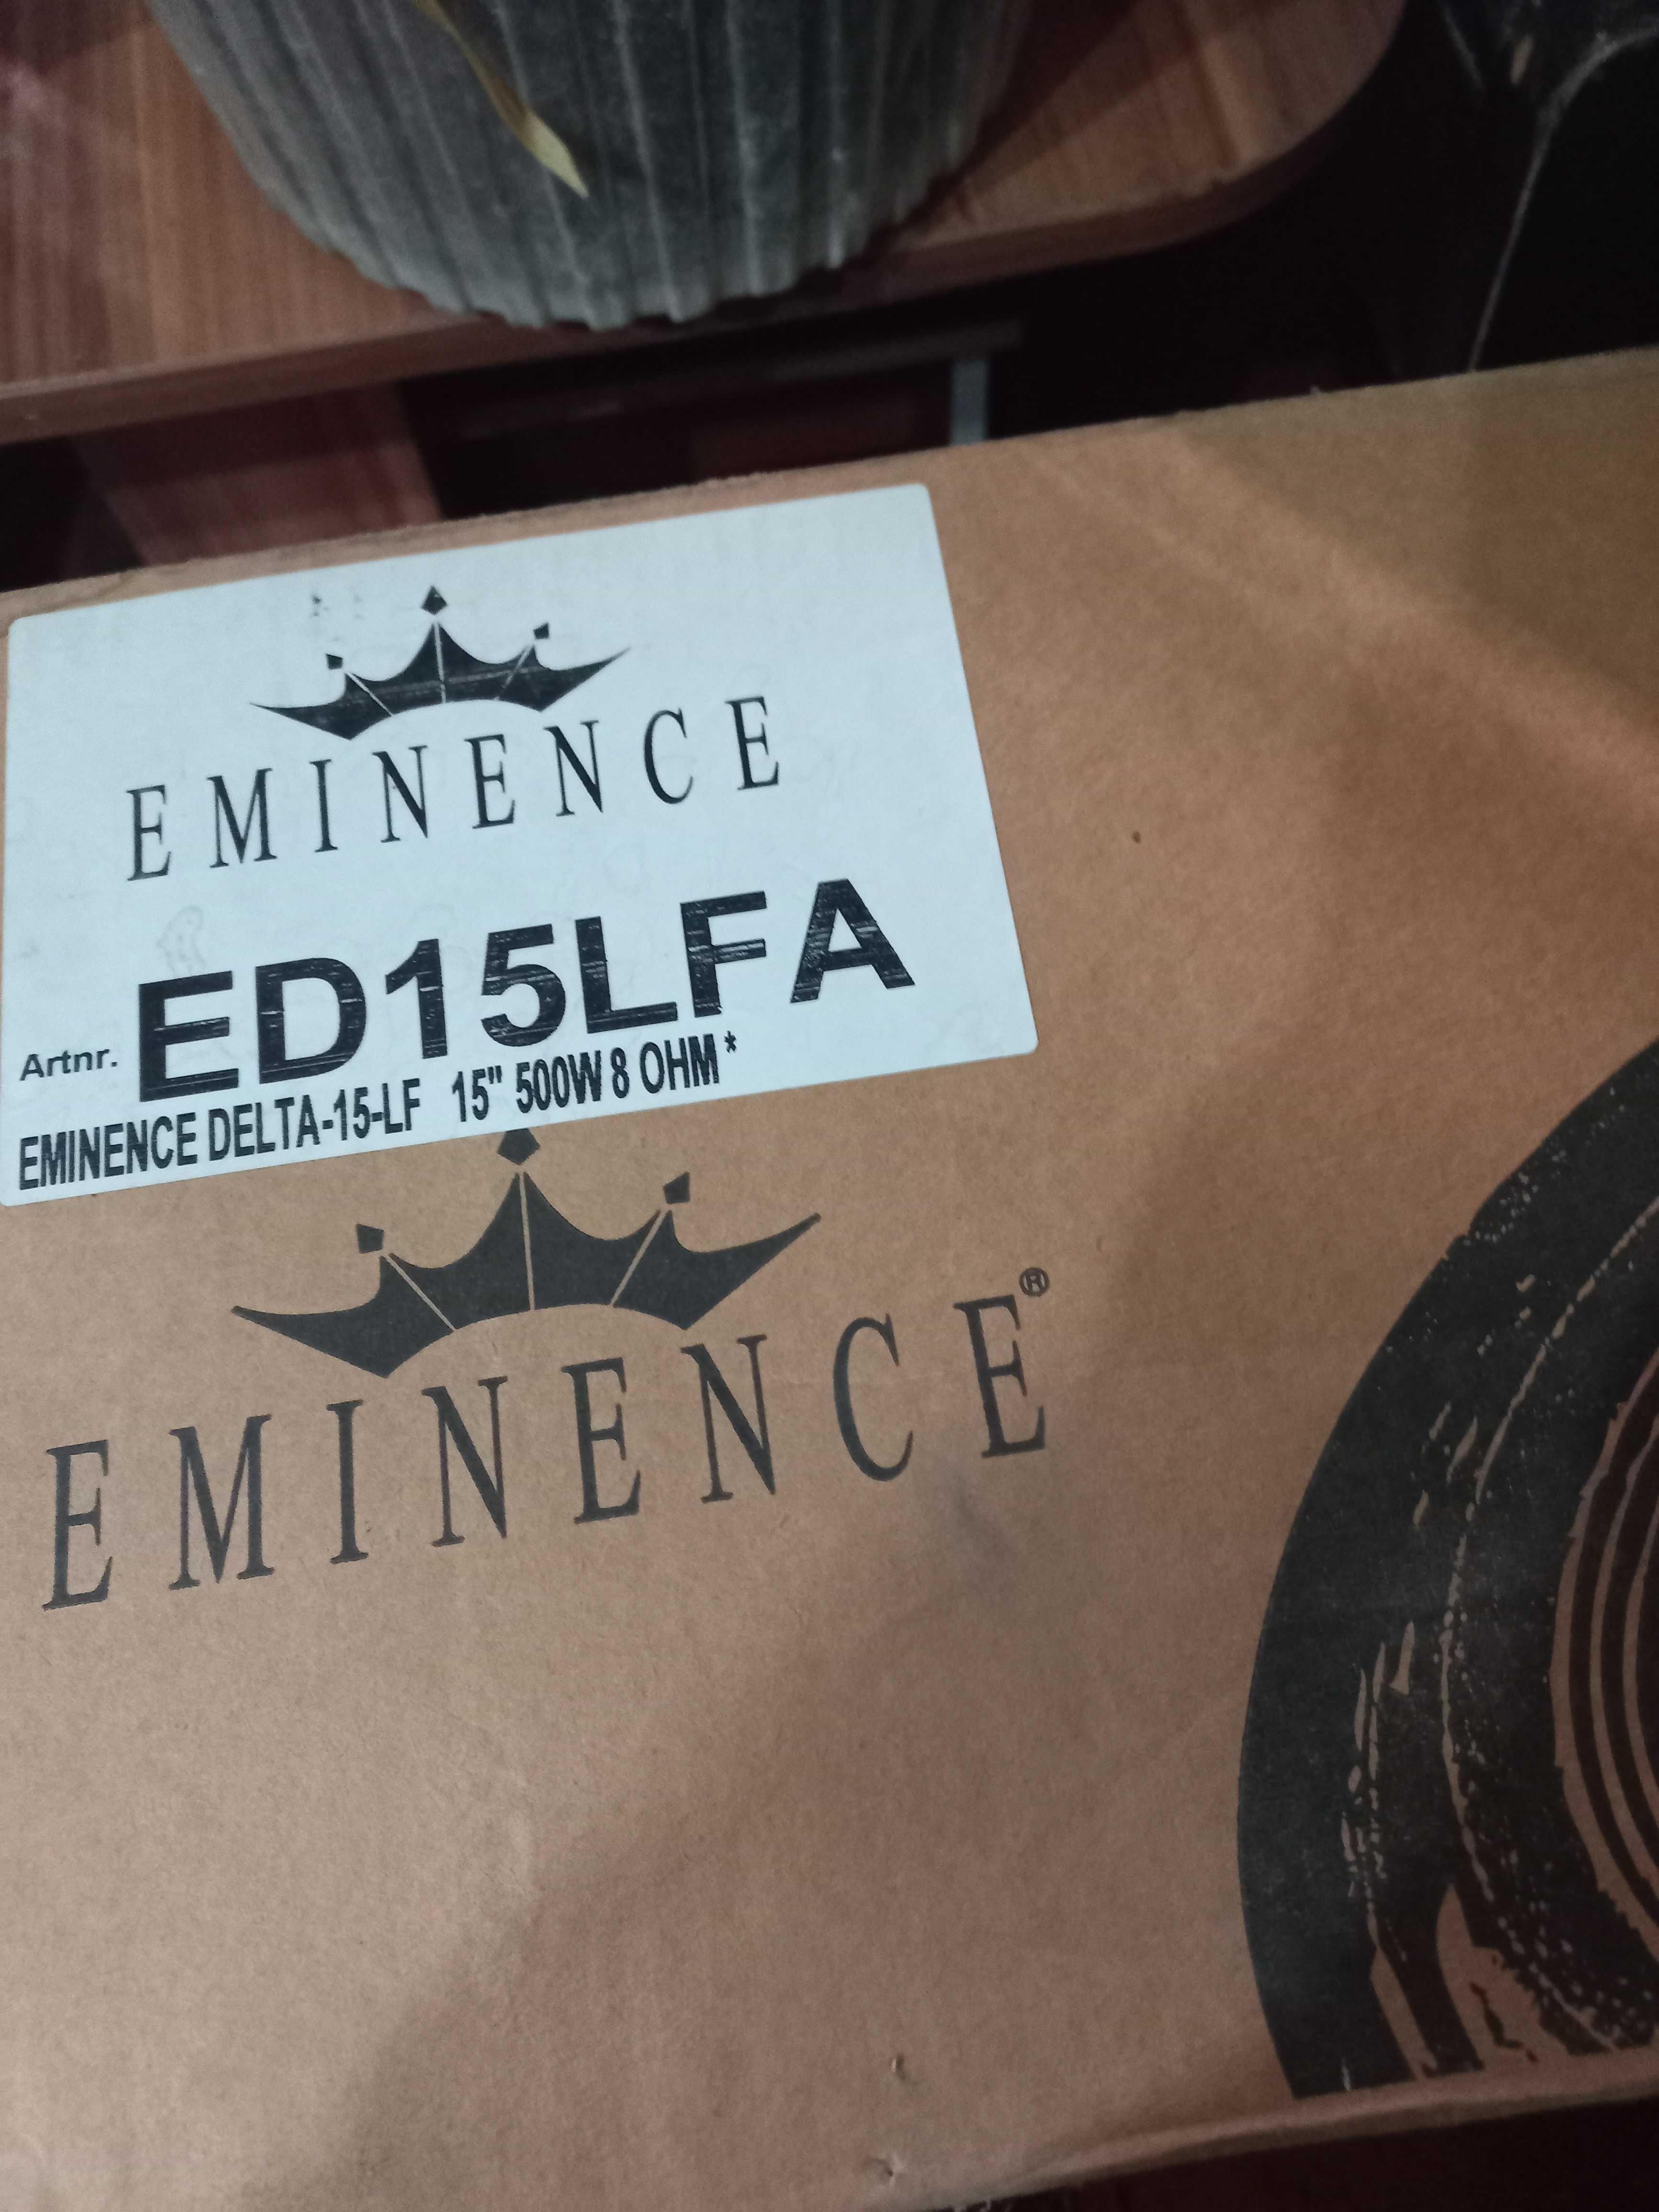 EMINENCE
Artnr. ED15LFA
EMINENCE DELTA-15-LF 15" 500W 8 OHM*
EMINENCE®